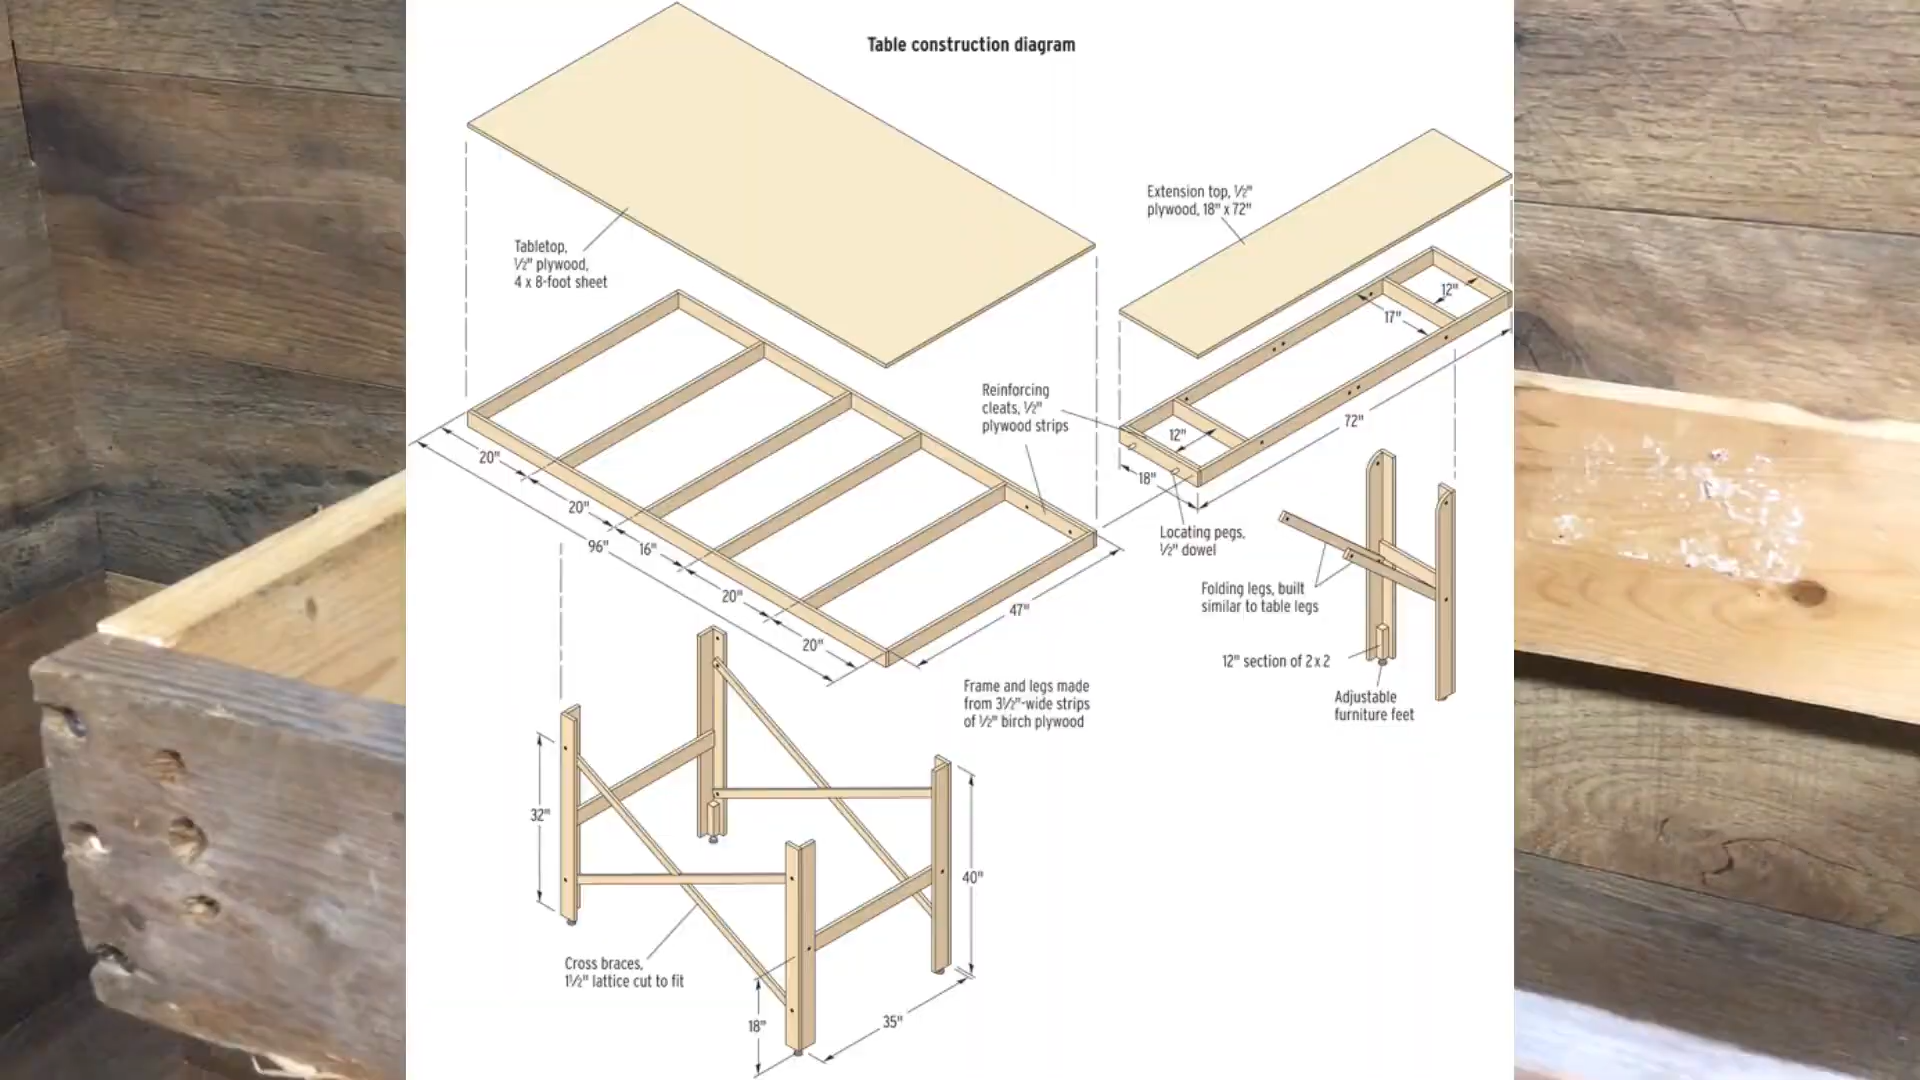 Table construction diagram
Extension top, ½"
plywood, 18" x 72"
Tabletop,
½" plywood,
4 x 8-foot sheet
12"
17"
Reinforcing
cleats, ½"
plywood strips
72"
12"
18"
20"
20"
96"
16"
20"
20"
47"
Locating pegs,
½" dowel
Folding legs, built
similar to table legs
12" section of 2 x 2
Adjustable
furniture feet
Frame and legs made
from 3½"-wide strips
of ½" birch plywood
32"
40"
Cross braces,
1½" lattice cut to fit
18"
35"